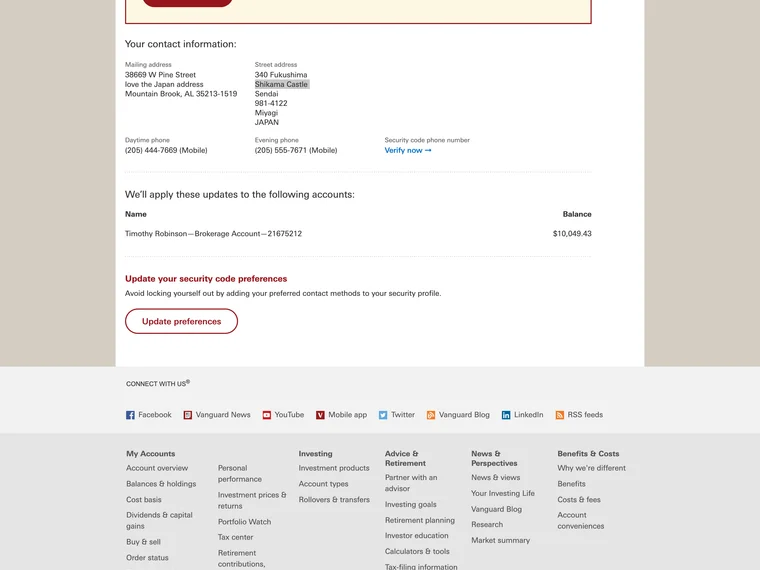 Your contact information:
Mailing address
38669 W Pine Street
love the Japan address
Mountain Brook, AL 35213-1519
Street address
340 Fukushima
Shikama Castle
Sendai
981-4122
Miyagi
JAPAN
Daytime phone
(205) 444-7669 (Mobile)
Evening phone
(205) 555-7671 (Mobile)
Security code phone number
Verify now →
We'll apply these updates to the following accounts:
Name
Balance
Timothy Robinson—Brokerage Account—21675212
$10,049.43
Update your security code preferences
Avoid locking yourself out by adding your preferred contact methods to your security profile.
Update preferences
CONNECT WITH US®
Facebook
Vanguard News
YouTube
Mobile app
Twitter
Vanguard Blog
LinkedIn
RSS feeds
My Accounts
Account overview
Balances & holdings
Cost basis
Dividends & capital
gains
Buy & sell
Order status
Personal
performance
Investment prices &
returns
Portfolio Watch
Tax center
Retirement
contributions,
Investing
Investment products
Account types
Rollovers & transfers
Advice &
Retirement
Partner with an
advisor
Investing goals
Retirement planning
Investor education
Calculators & tools
Tax-filing information
News &
Perspectives
News & views
Your Investing Life
Vanguard Blog
Research
Market summary
Benefits & Costs
Why we're different
Benefits
Costs & fees
Account
conveniences